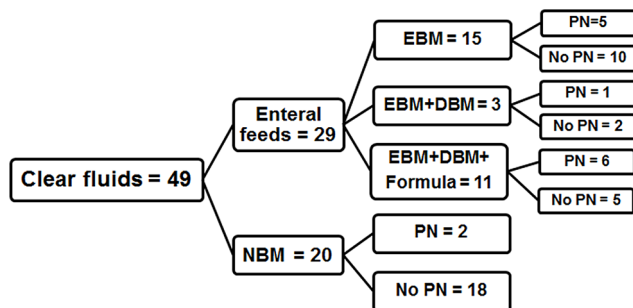 Clear fluids = 49
Enteral
feeds = 29
EBM = 15
PN=5
No PN = 10
EBM+DBM = 3
PN = 1
No PN = 2
EBM+DBM+
Formula = 11
PN = 6
No PN = 5
NBM = 20
PN = 2
No PN = 18